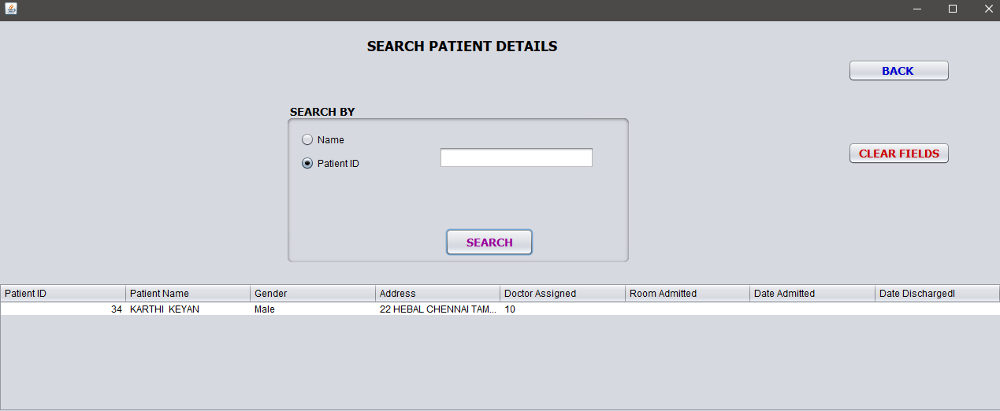 SEARCH PATIENT DETAILS
BACK
SEARCH BY
Name
Patient ID
CLEAR FIELDS
SEARCH
Patient ID Patient Name Gender Address Doctor Assigned Room Admitted Date Admitted Date Dischargedl
34 KARTHI KEYAN Male 22 HEBAL CHENNAI TAM... 10